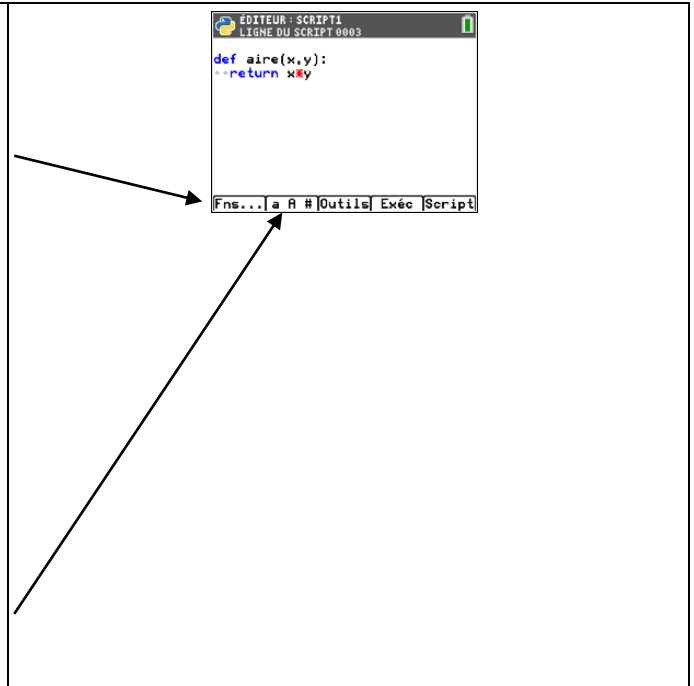 ÉDITEUR : SCRIPT1
LIGNE DU SCRIPT 0003
def aire(x,y):
··return x*y
Fns... a A # Outils Exéc Script